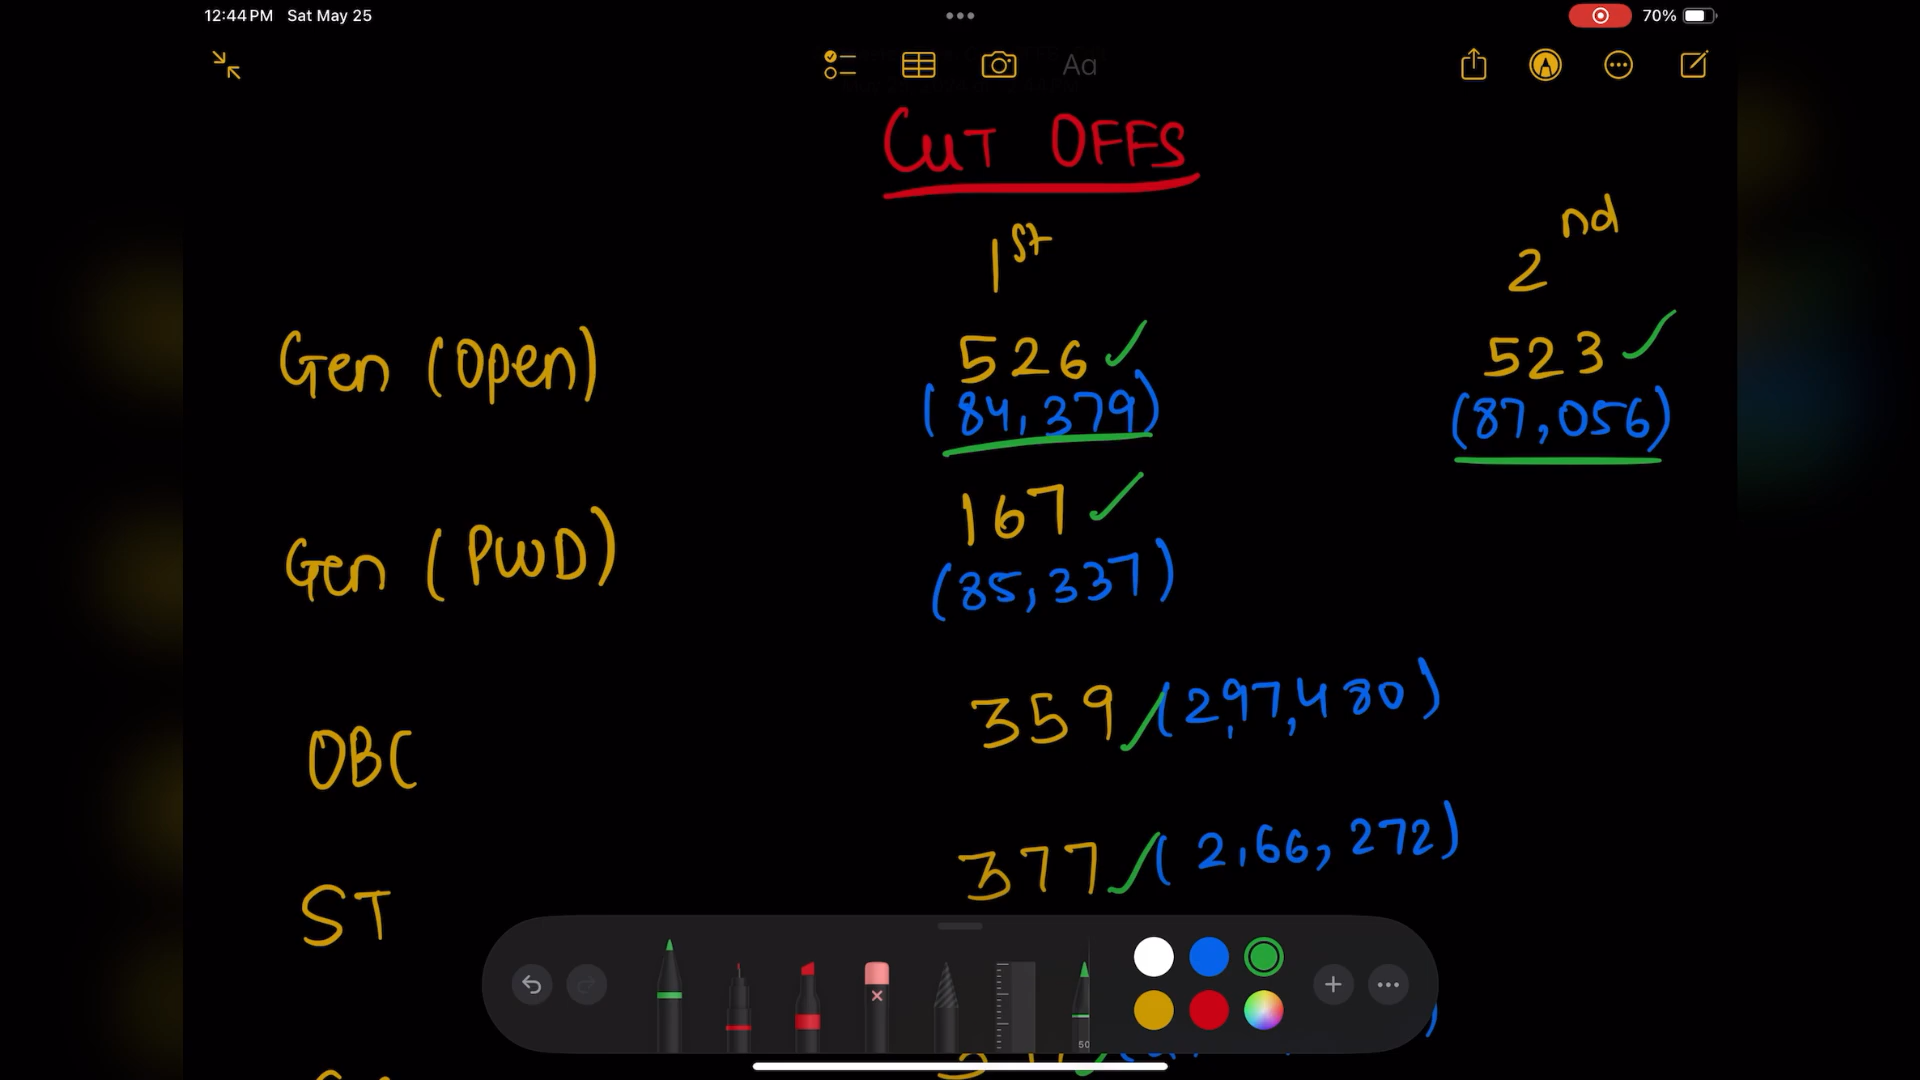 12:44 PM Sat May 25
70%
Aa
CUT OFFS
1st 2nd
Gen (Open) 526 523
(84,379) (87,056)
Gen (PWD) 167
(85,337)
OBC 359 (2,97,480)
ST 377 (2,66,272)
50